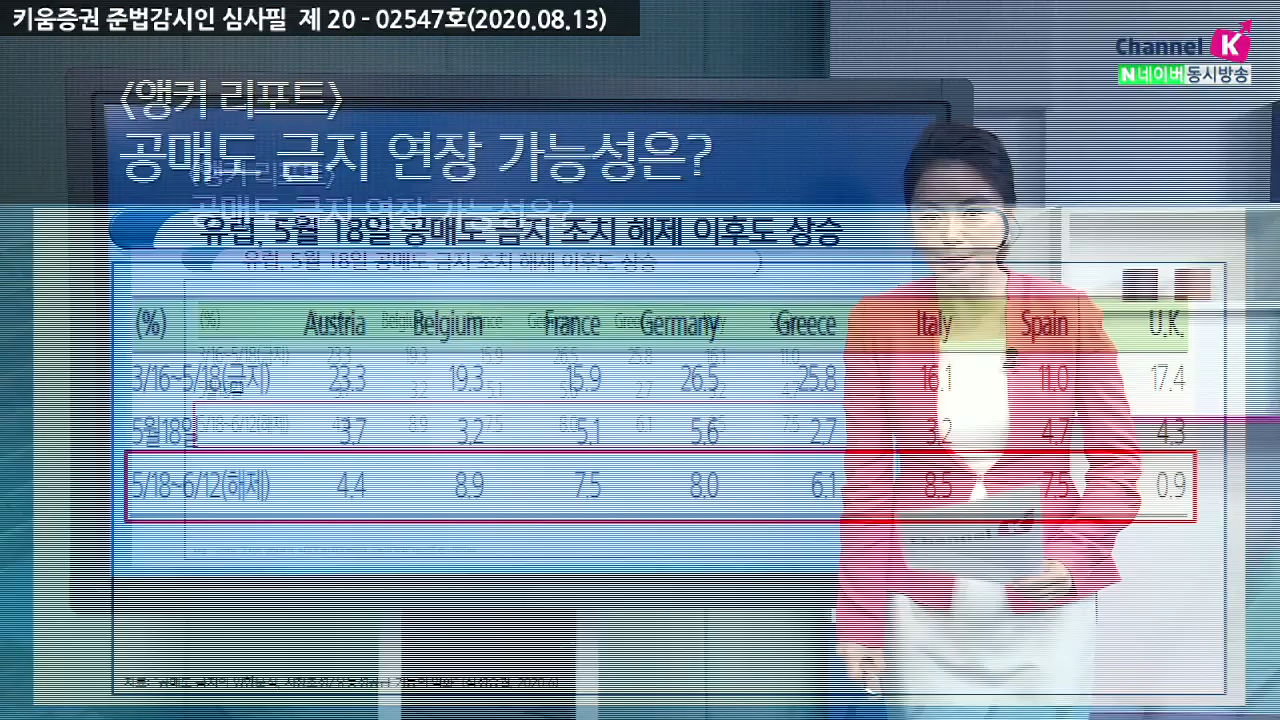 키움증권 준법감시인 심사필 제 20 - 02547호(2020.08.13)
Channel K
N 네이버 동시방송
<앵커 리포트>
공매도 금지 연장 가능성은?
유럽, 5월 18일 공매도 금지 조치 해제 이후도 상승
(%) Austria Belgium France Germany Greece Italy Spain U.K.
3/16~5/18(금지) 23.3 19.3 15.9 26.5 25.8 16.1 11.0 17.4
5월18일 3.7 3.2 5.1 5.6 2.7 3.2 4.7 4.3
5/18~6/12(해제) 4.4 8.9 7.5 8.0 6.1 8.5 7.5 0.9